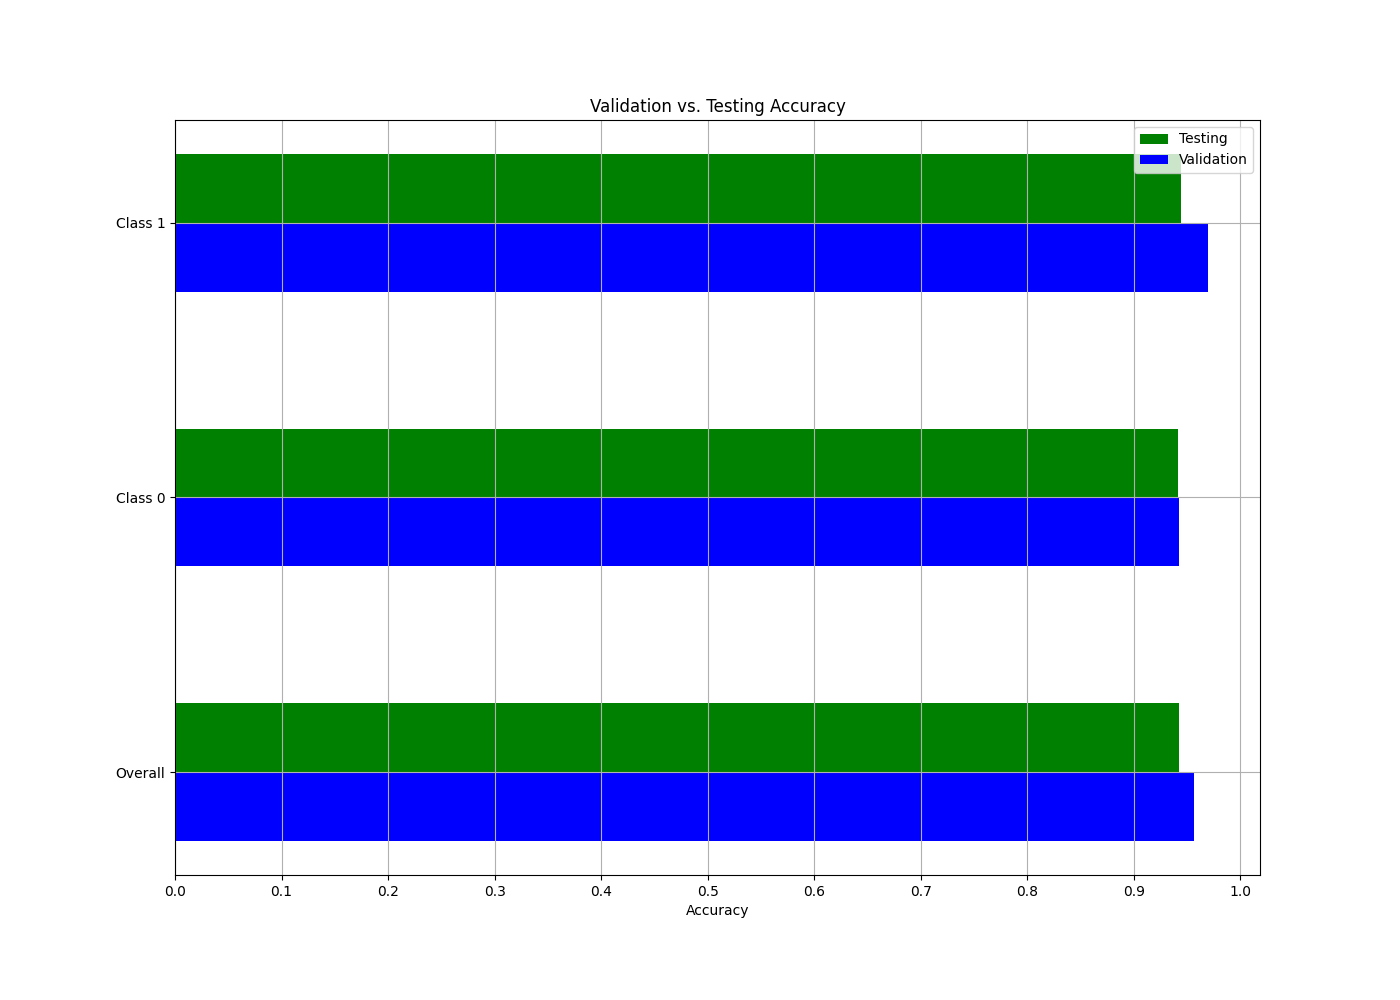 Validation vs. Testing Accuracy
Testing
Validation
Class 1
Class 0
Overall
0.0 0.1 0.2 0.3 0.4 0.5 0.6 0.7 0.8 0.9 1.0
Accuracy